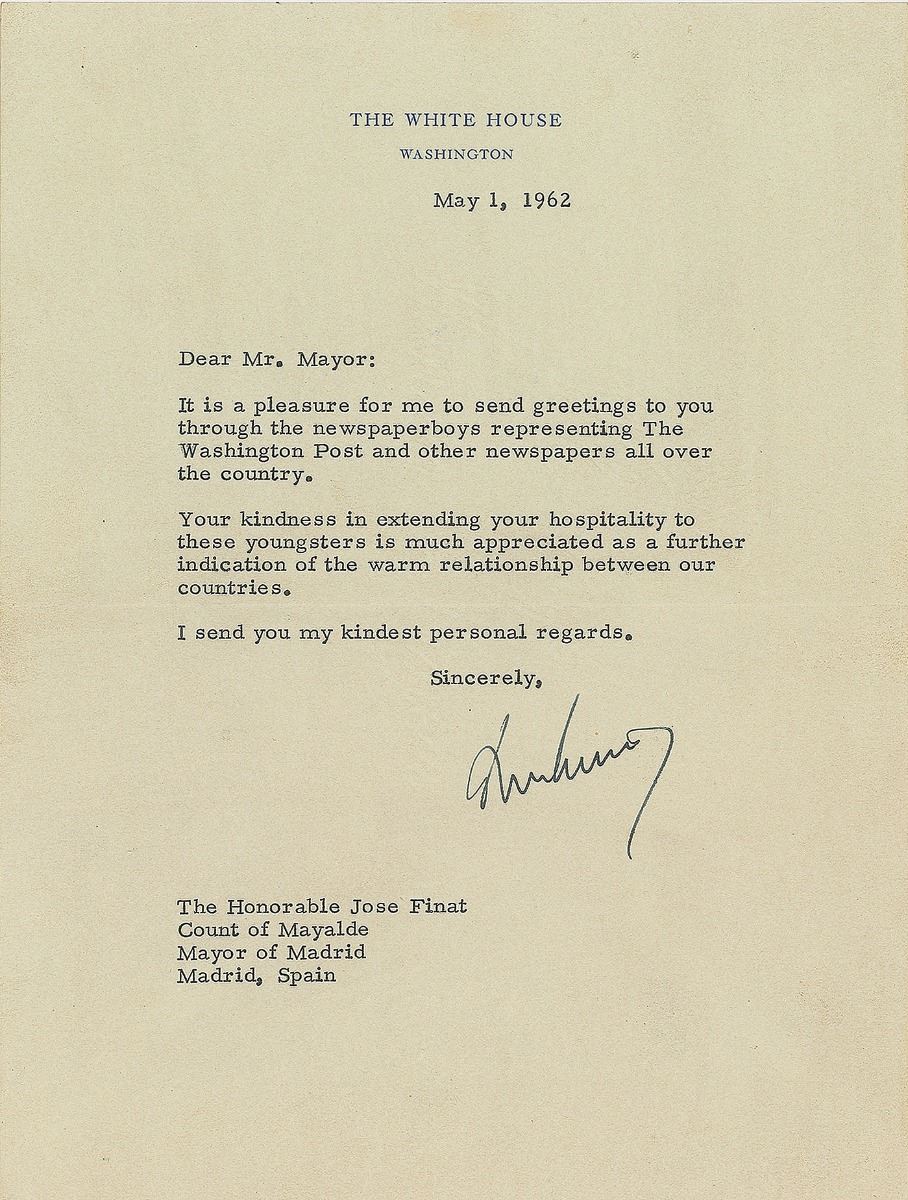 THE WHITE HOUSE
WASHINGTON
May 1, 1962
Dear Mr. Mayor:
It is a pleasure for me to send greetings to you
through the newspaperboys representing The
Washington Post and other newspapers all over
the country.
Your kindness in extending your hospitality to
these youngsters is much appreciated as a further
indication of the warm relationship between our
countries.
I send you my kindest personal regards.
Sincerely,
The Honorable Jose Finat
Count of Mayalde
Mayor of Madrid
Madrid, Spain